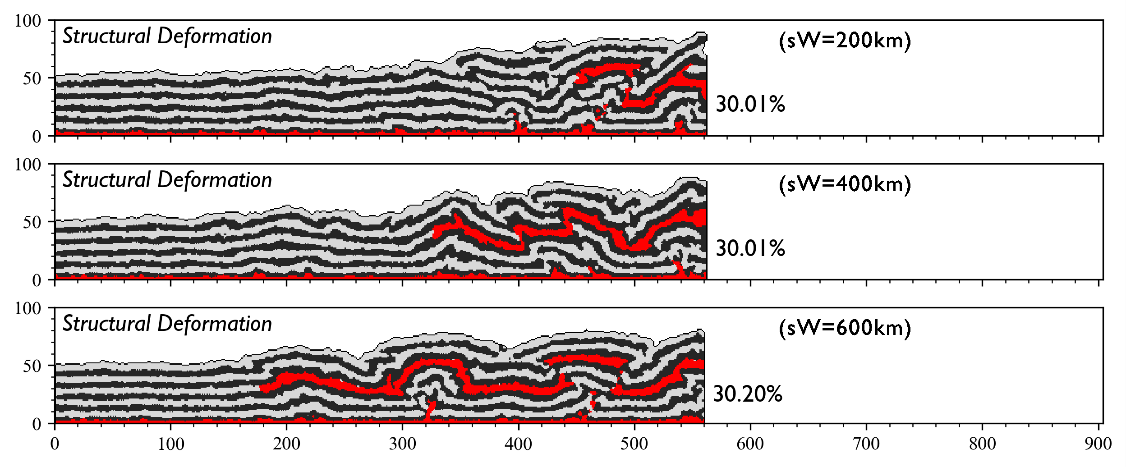 100
Structural Deformation
(sW=200km)
50
30.01%
0
100
Structural Deformation
(sW=400km)
50
30.01%
0
100
Structural Deformation
(sW=600km)
50
30.20%
0
0 100 200 300 400 500 600 700 800 900